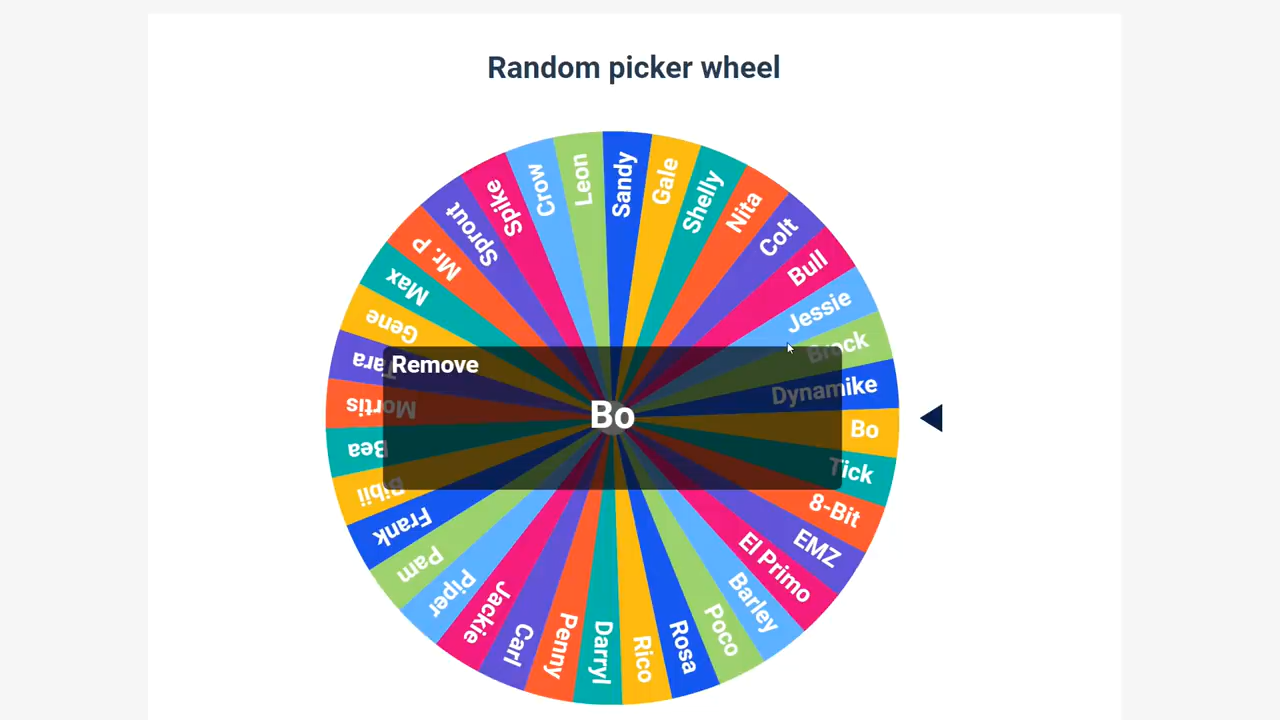 Random picker wheel
Sandy
Gale
Shelly
Nita
Colt
Bull
Jessie
Brock
Dynamike
Bo
Tick
8-Bit
EMZ
El Primo
Barley
Poco
Rosa
Rico
Darryl
Penny
Carl
Jackie
Piper
Pam
Frank
Bibii
Bea
Mortis
Tara
Gene
Max
Mr. P
Sprout
Spike
Crow
Leon
Remove
Bo